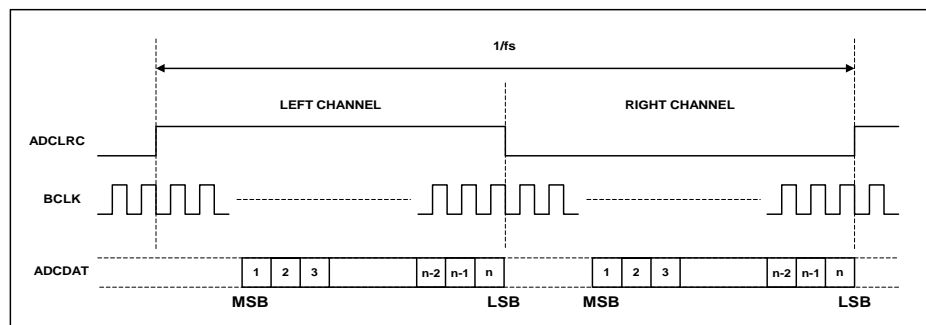 1/fs
LEFT CHANNEL RIGHT CHANNEL
ADCLRC
BCLK
ADCDAT 1 2 3 n-2 n-1 n 1 2 3 n-2 n-1 n
MSB LSB MSB LSB